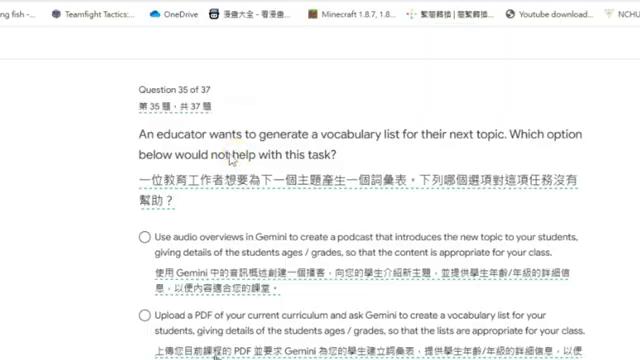 ng fish -...
Teamfight Tactics:...
OneDrive
漫畫大全 - 看漫畫...
Minecraft 1.8.7, 1.8...
繁簡轉換 | 簡繁轉換...
Youtube download...
NCHU
Question 35 of 37
第 35 題，共 37 題
An educator wants to generate a vocabulary list for their next topic. Which option
below would not help with this task?
一位教育工作者想要為下一個主題產生一個詞彙表。下列哪個選項對這項任務沒有
幫助？
Use audio overviews in Gemini to create a podcast that introduces the new topic to your students,
giving details of the students ages / grades, so that the content is appropriate for your class.
使用 Gemini 中的音訊概述創建一個播客，向您的學生介紹新主題，並提供學生年齡/年級的詳細信
息，以便內容適合您的課堂。
Upload a PDF of your current curriculum and ask Gemini to create a vocabulary list for your
students, giving details of the students ages / grades, so that the lists are appropriate for your class.
上傳您目前課程的 PDF 並要求 Gemini 為您的學生建立詞彙表，提供學生年齡/年級的詳細信息，以便